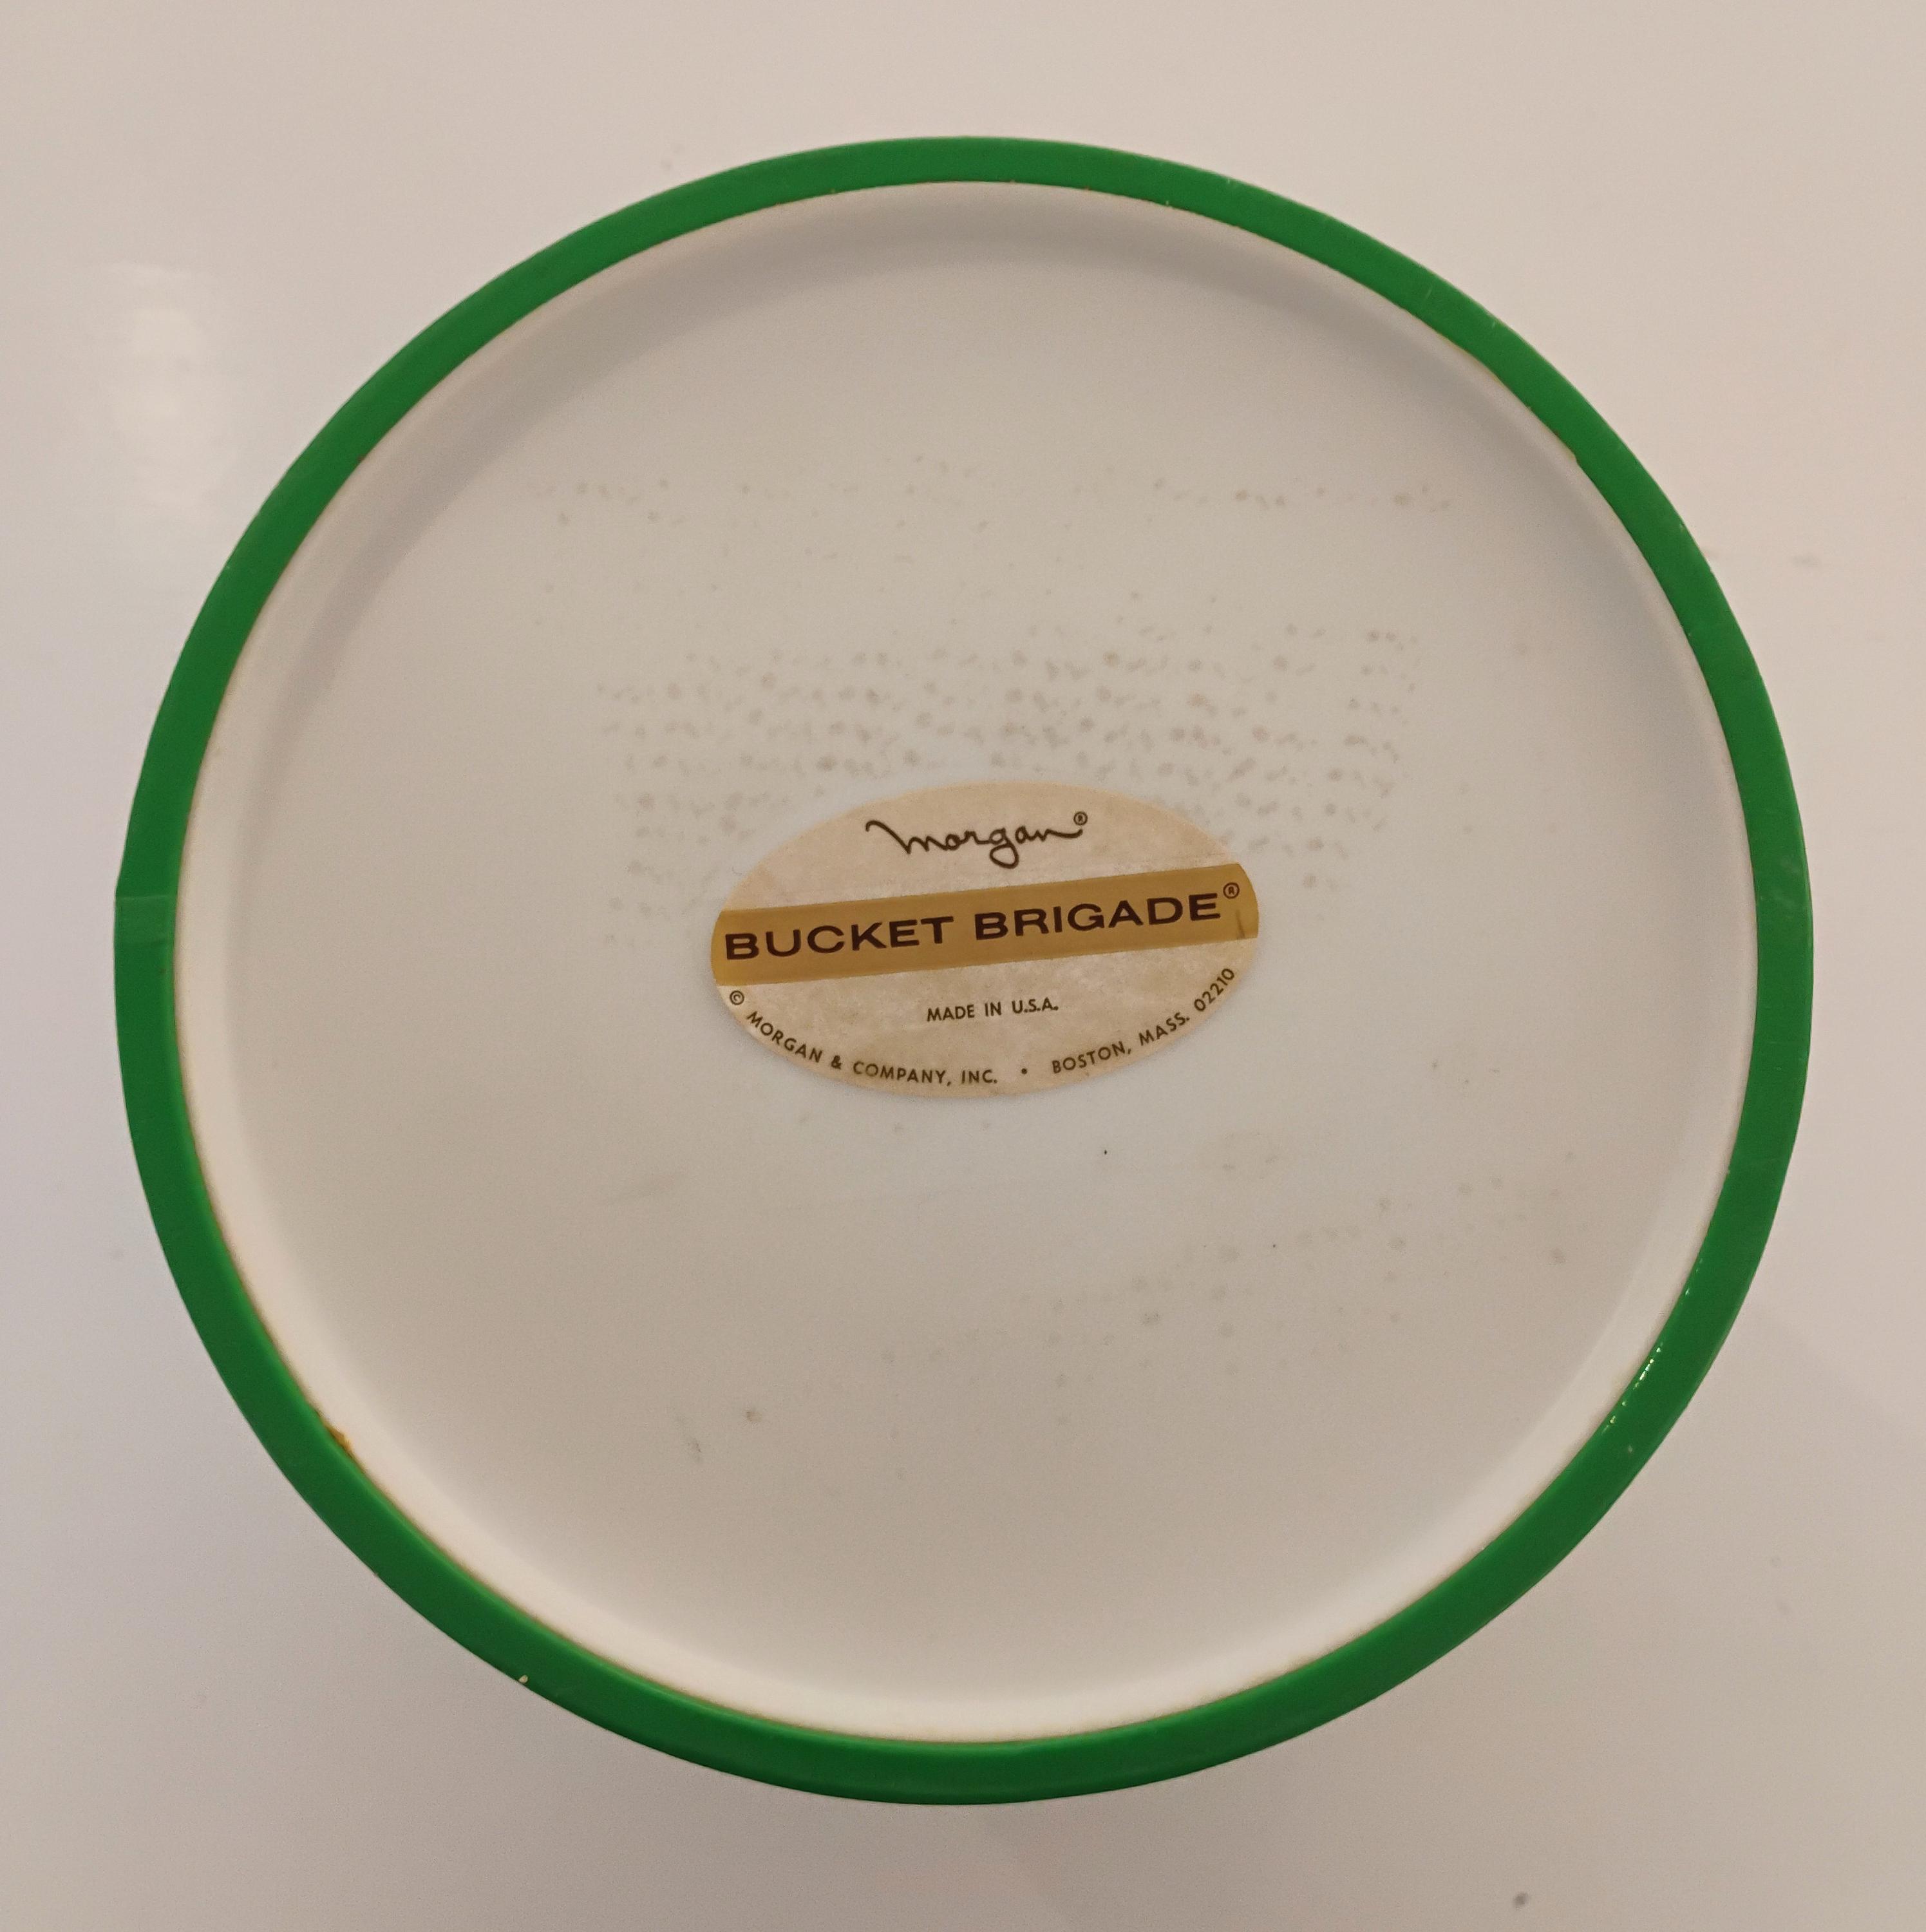 morgan®
BUCKET BRIGADE®
MADE IN U.S.A.
© MORGAN & COMPANY, INC. • BOSTON, MASS. 02210